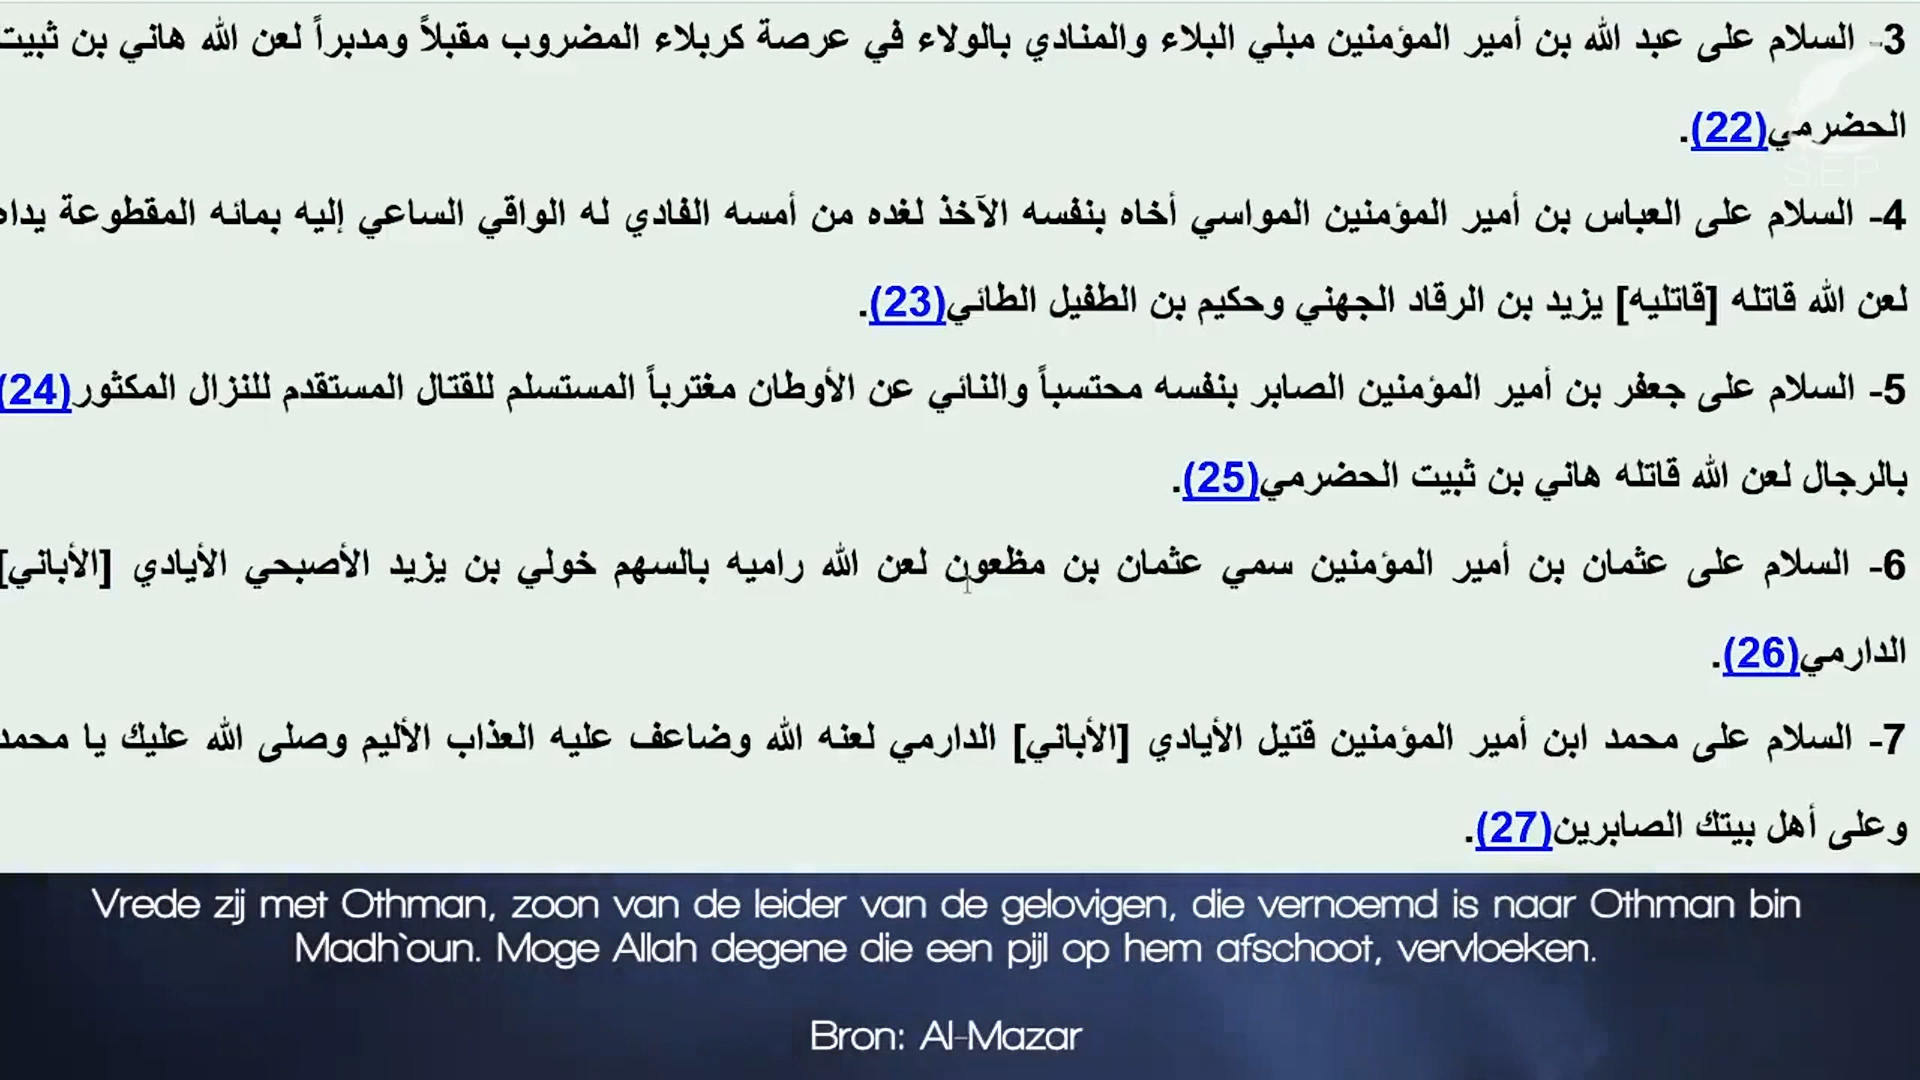 3- السلام على عبد الله بن أمير المؤمنين مبلي البلاء والمنادي بالولاء في عرصة كربلاء المضروب مقبلاً ومدبراً لعن الله هاني بن ثبيت
الحضرمي(22).
S.E.P
4- السلام على العباس بن أمير المؤمنين المواسي أخاه بنفسه الآخذ لغده من أمسه الفادي له الواقي الساعي إليه بمائه المقطوعة يداه
لعن الله قاتله [قاتليه] يزيد بن الرقاد الجهني وحكيم بن الطفيل الطائي(23).
5- السلام على جعفر بن أمير المؤمنين الصابر بنفسه محتسباً والنائي عن الأوطان مغترباً المستسلم للقتال المستقدم للنزال المكثور(24)
بالرجال لعن الله قاتله هاني بن ثبيت الحضرمي(25).
6- السلام على عثمان بن أمير المؤمنين سمي عثمان بن مظعون لعن الله راميه بالسهم خولي بن يزيد الأصبحي الأيادي [الأباني]
الدارمي(26).
7- السلام على محمد ابن أمير المؤمنين قتيل الأيادي [الأباني] الدارمي لعنه الله وضاعف عليه العذاب الأليم وصلى الله عليك يا محمد
وعلى أهل بيتك الصابرين(27).
Vrede zij met Othman, zoon van de leider van de gelovigen, die vernoemd is naar Othman bin
Madh`oun. Moge Allah degene die een pijl op hem afschoot, vervloeken.
Bron: Al-Mazar